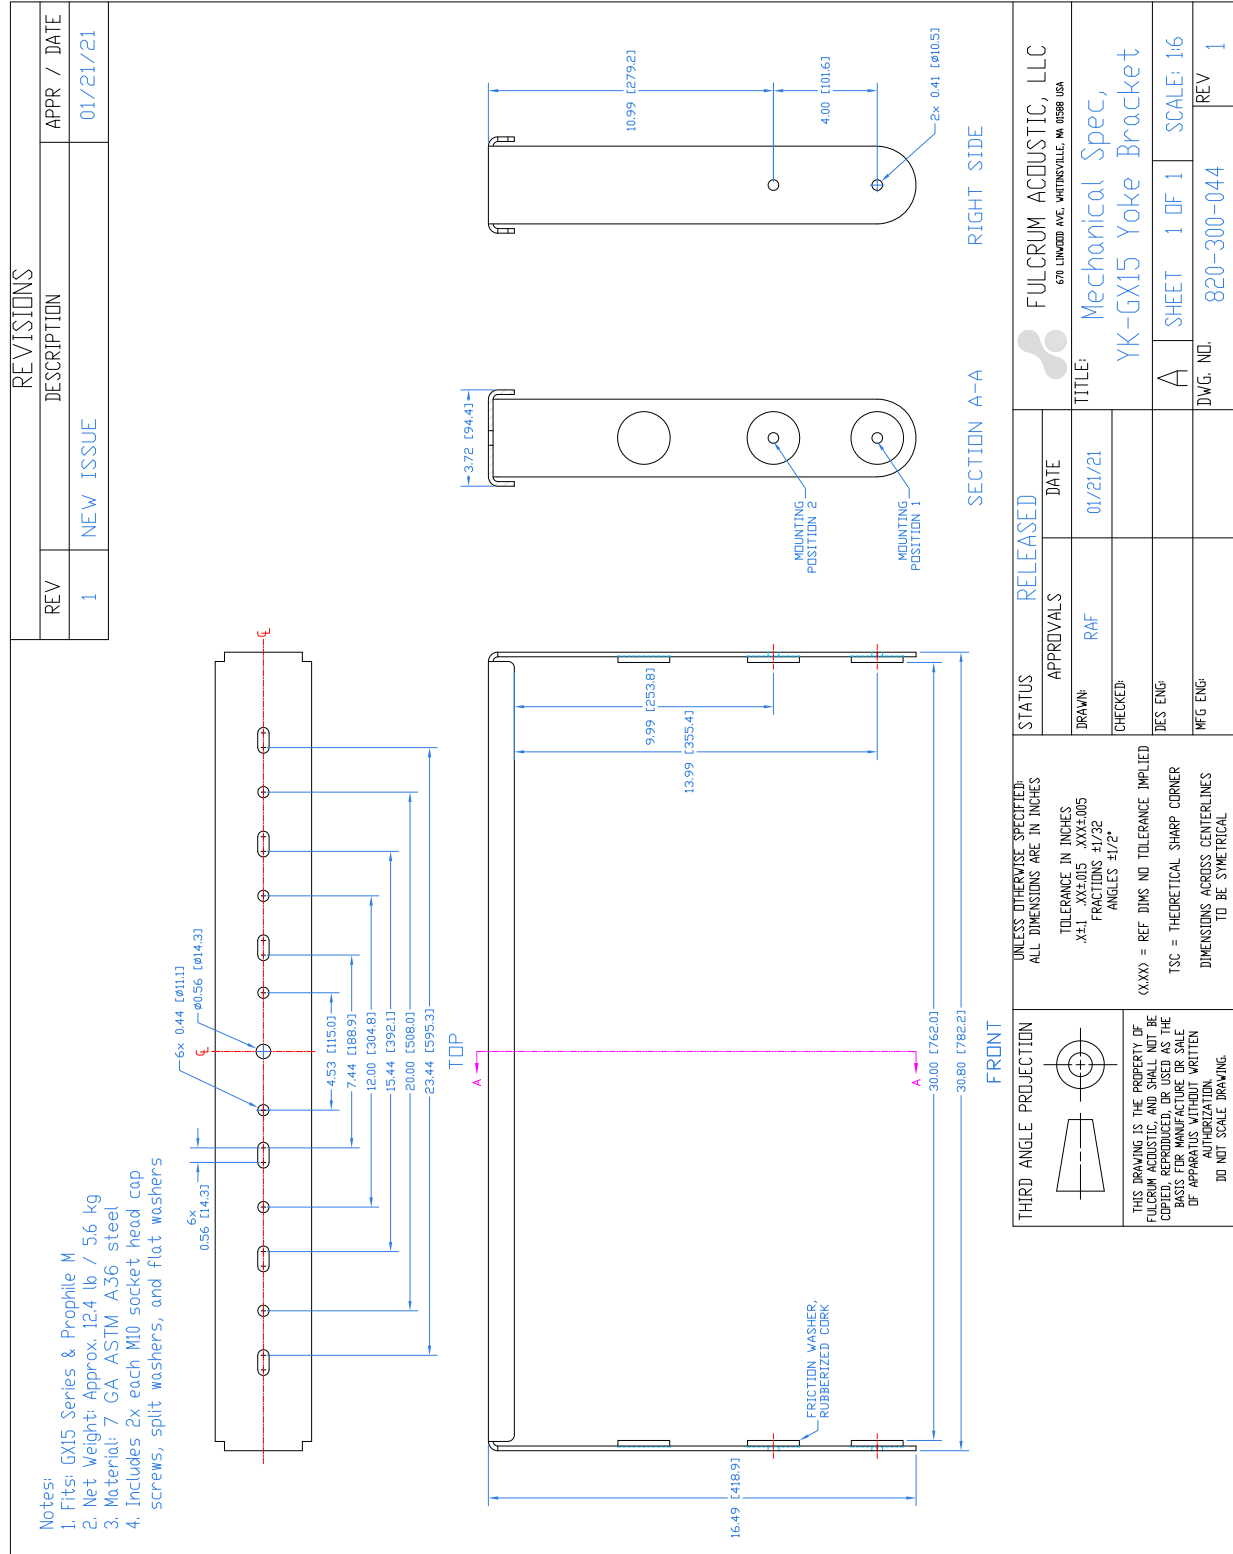 Notes:
1. Fits: GX15 Series & Prophile M
2. Net Weight: Approx. 12.4 lb / 5.6 kg
3. Material: 7 GA ASTM A36 steel
4. Includes 2x each M10 socket head cap
screws, split washers, and flat washers
REVISIONS
REV
DESCRIPTION
APPR / DATE
1
NEW ISSUE
01/21/21
6x
0.56 [14.3]
6x 0.44 [Ø11.1]
Ø0.56 [Ø14.3]
℄
℄
4.53 [115.0]
7.44 [188.9]
12.00 [304.8]
15.44 [392.1]
20.00 [508.0]
23.44 [595.3]
TOP
A
A
16.49 [418.9]
FRICTION WASHER,
RUBBERIZED CORK
9.99 [253.8]
13.99 [355.4]
30.00 [762.0]
30.80 [782.2]
FRONT
3.72 [94.4]
MOUNTING
POSITION 2
MOUNTING
POSITION 1
SECTION A-A
10.99 [279.2]
4.00 [101.6]
2x 0.41 [Ø10.5]
RIGHT SIDE
THIRD ANGLE PROJECTION
THIS DRAWING IS THE PROPERTY OF
FULCRUM ACOUSTIC, AND SHALL NOT BE
COPIED, REPRODUCED, OR USED AS THE
BASIS FOR MANUFACTURE OR SALE
OF APPARATUS WITHOUT WRITTEN
AUTHORIZATION.
DO NOT SCALE DRAWING.
UNLESS OTHERWISE SPECIFIED:
ALL DIMENSIONS ARE IN INCHES
TOLERANCE IN INCHES
.X±.1 .XX±.015 .XXX±.005
FRACTIONS ±1/32
ANGLES ±1/2°
(X.XX) = REF DIMS NO TOLERANCE IMPLIED
TSC = THEORETICAL SHARP CORNER
DIMENSIONS ACROSS CENTERLINES
TO BE SYMETRICAL
STATUS
RELEASED
APPROVALS
DATE
DRAWN:
RAF
01/21/21
CHECKED:
DES ENG:
MFG ENG:
FULCRUM ACOUSTIC, LLC
670 LINWOOD AVE, WHITINSVILLE, MA 01588 USA
TITLE:
Mechanical Spec,
YK-GX15 Yoke Bracket
A
SHEET 1 OF 1
SCALE: 1:6
DWG. NO.
820-300-044
REV
1